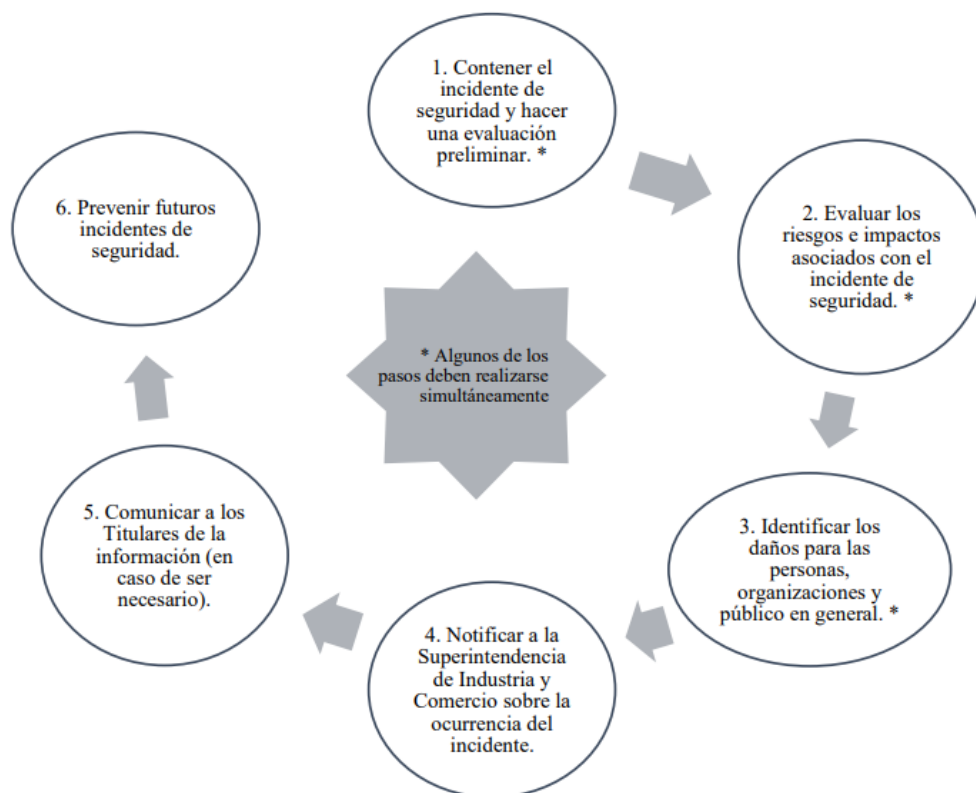 1. Contener el
incidente de
seguridad y hacer
una evaluación
preliminar. *
2. Evaluar los
riesgos e impactos
asociados con el
incidente de
seguridad. *
3. Identificar los
daños para las
personas,
organizaciones y
público en general. *
4. Notificar a la
Superintendencia
de Industria y
Comercio sobre la
ocurrencia del
incidente.
5. Comunicar a los
Titulares de la
información (en
caso de ser
necesario).
6. Prevenir futuros
incidentes de
seguridad.
* Algunos de los
pasos deben realizarse
simultáneamente